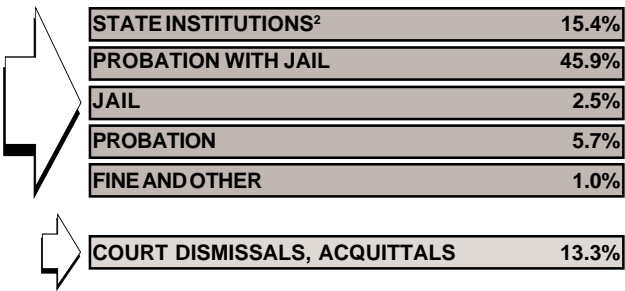 STATE INSTITUTIONS² 15.4%
PROBATION WITH JAIL 45.9%
JAIL 2.5%
PROBATION 5.7%
FINE AND OTHER 1.0%
COURT DISMISSALS, ACQUITTALS 13.3%